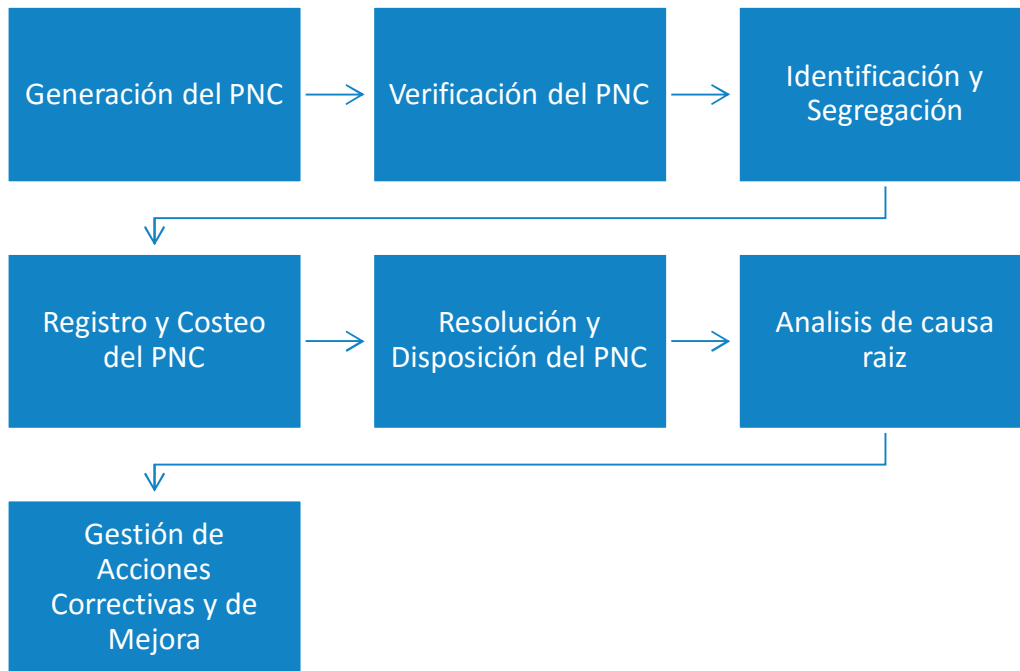 Generación del PNC
Verificación del PNC
Identificación y
Segregación
Registro y Costeo
del PNC
Resolución y
Disposición del PNC
Analisis de causa
raiz
Gestión de
Acciones
Correctivas y de
Mejora